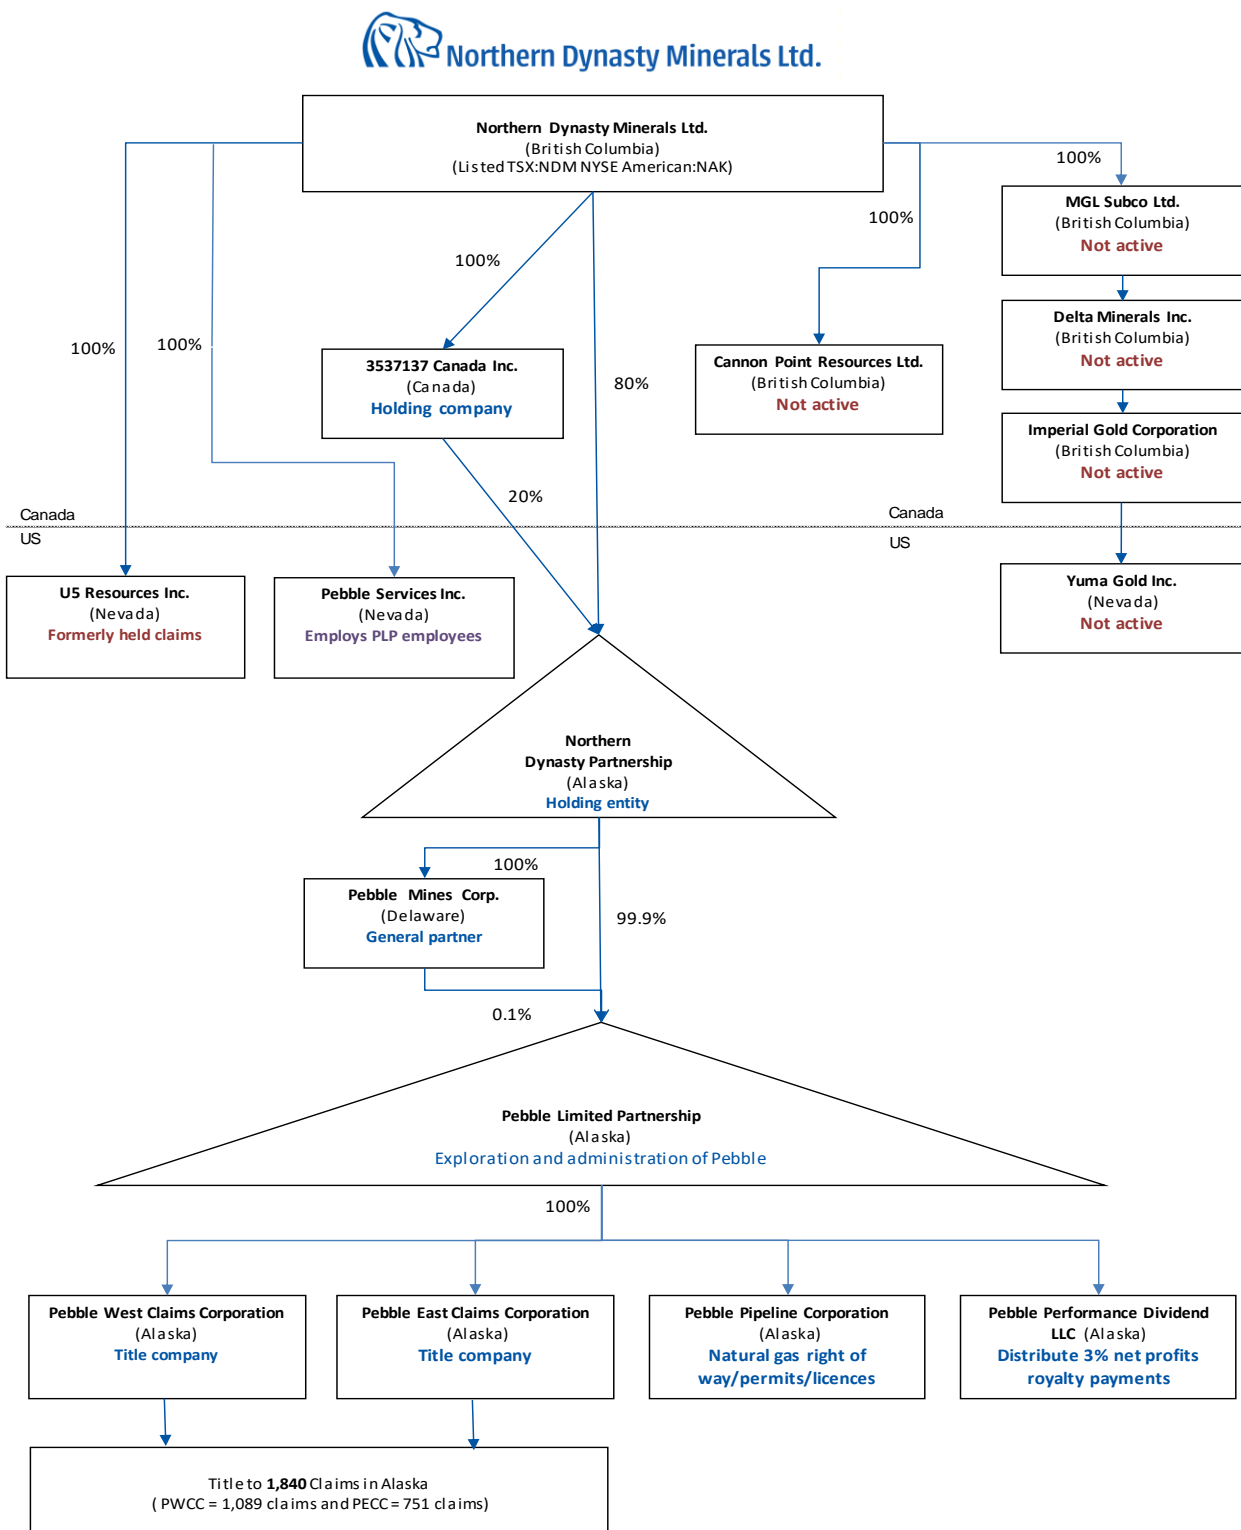 Northern Dynasty Minerals Ltd.
Northern Dynasty Minerals Ltd.
(British Columbia)
(Listed TSX:NDM NYSE American:NAK)
100%
MGL Subco Ltd.
(British Columbia)
Not active
100%
100%
Delta Minerals Inc.
(British Columbia)
Not active
100%
100%
3537137 Canada Inc.
(Canada)
Holding company
80%
Cannon Point Resources Ltd.
(British Columbia)
Not active
Imperial Gold Corporation
(British Columbia)
Not active
20%
Canada
US
Canada
US
U5 Resources Inc.
(Nevada)
Formerly held claims
Pebble Services Inc.
(Nevada)
Employs PLP employees
Yuma Gold Inc.
(Nevada)
Not active
Northern
Dynasty Partnership
(Alaska)
Holding entity
100%
Pebble Mines Corp.
(Delaware)
General partner
99.9%
0.1%
Pebble Limited Partnership
(Alaska)
Exploration and administration of Pebble
100%
Pebble West Claims Corporation
(Alaska)
Title company
Pebble East Claims Corporation
(Alaska)
Title company
Pebble Pipeline Corporation
(Alaska)
Natural gas right of
way/permits/licences
Pebble Performance Dividend
LLC (Alaska)
Distribute 3% net profits
royalty payments
Title to 1,840 Claims in Alaska
( PWCC = 1,089 claims and PECC = 751 claims)